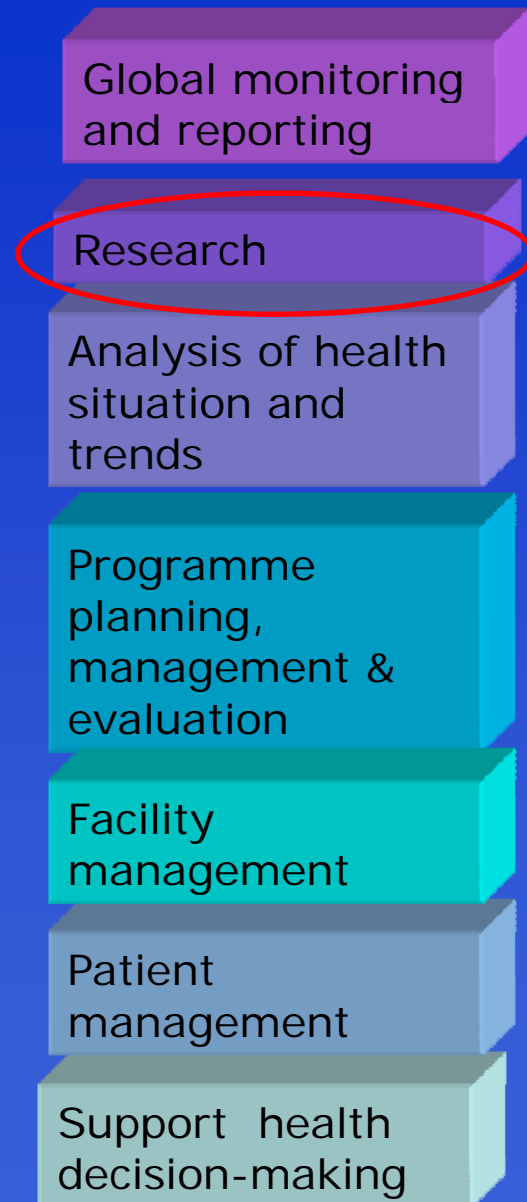 Global monitoring
and reporting
Research
Analysis of health
situation and
trends
Programme
planning,
management &
evaluation
Facility
management
Patient
management
Support health
decision-making